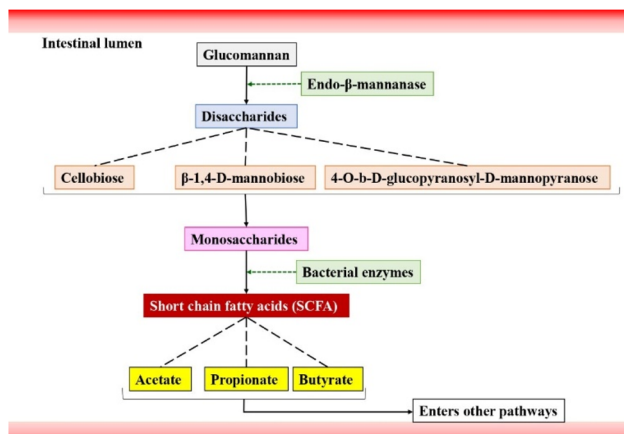 Intestinal lumen
Glucomannan
Endo-β-mannanase
Disaccharides
Cellobiose
β-1,4-D-mannobiose
4-O-b-D-glucopyranosyl-D-mannopyranose
Monosaccharides
Bacterial enzymes
Short chain fatty acids (SCFA)
Acetate
Propionate
Butyrate
Enters other pathways